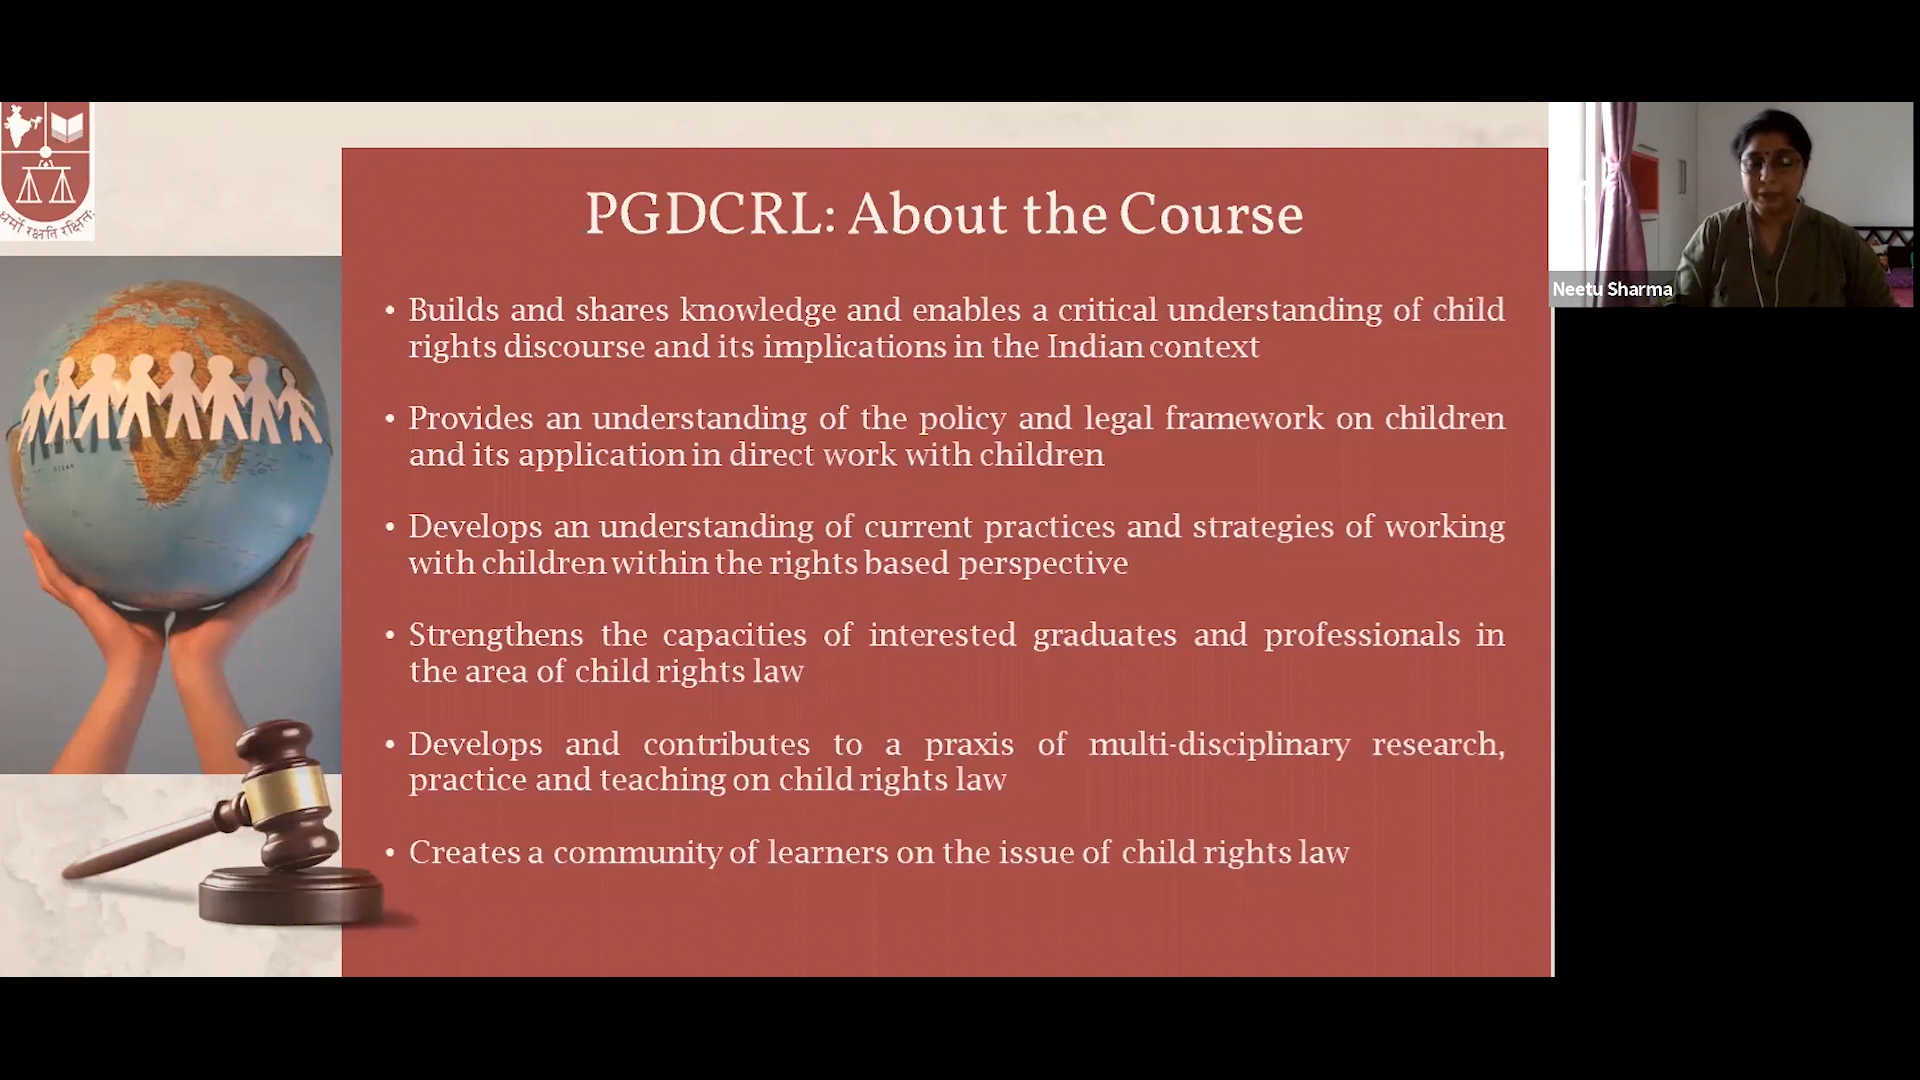 धर्मो रक्षति रक्षितः
PGDCRL: About the Course
• Builds and shares knowledge and enables a critical understanding of child
rights discourse and its implications in the Indian context
• Provides an understanding of the policy and legal framework on children
and its application in direct work with children
• Develops an understanding of current practices and strategies of working
with children within the rights based perspective
• Strengthens the capacities of interested graduates and professionals in
the area of child rights law
• Develops and contributes to a praxis of multi-disciplinary research,
practice and teaching on child rights law
• Creates a community of learners on the issue of child rights law
OCEAN
Neetu Sharma